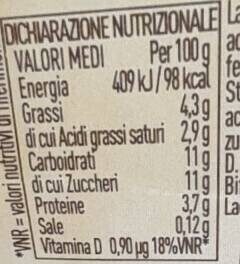 DICHIARAZIONE NUTRIZIONALE
VALORI MEDI Per 100 g
Energia 409 kJ / 98 kcal
Grassi 4,3 g
di cui Acidi grassi saturi 2,9 g
Carboidrati 11 g
di cui Zuccheri 11 g
Proteine 3,7 g
Sale 0,12 g
Vitamina D 0,90 µg 18%VNR*
*VNR = valori nutritivi di